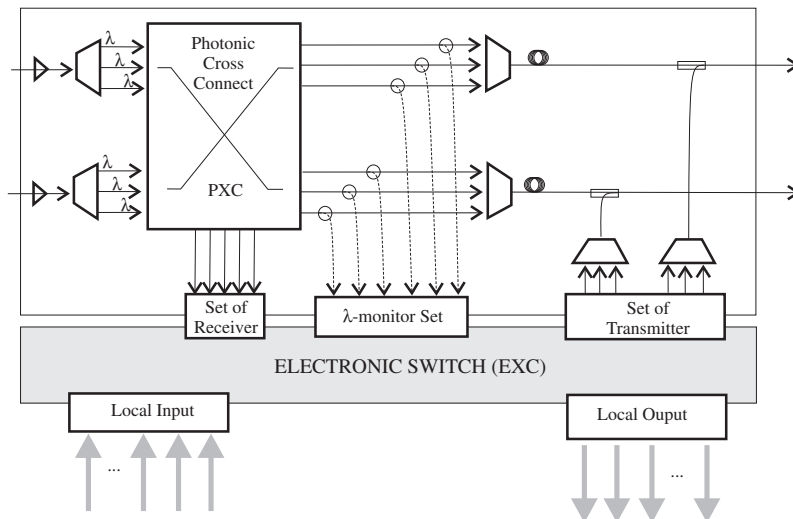 λ
λ
λ
Photonic
Cross
Connect
λ
λ
λ
PXC
Set of
Receiver
λ-monitor Set
Set of
Transmitter
ELECTRONIC SWITCH (EXC)
Local Input
Local Ouput
...
...